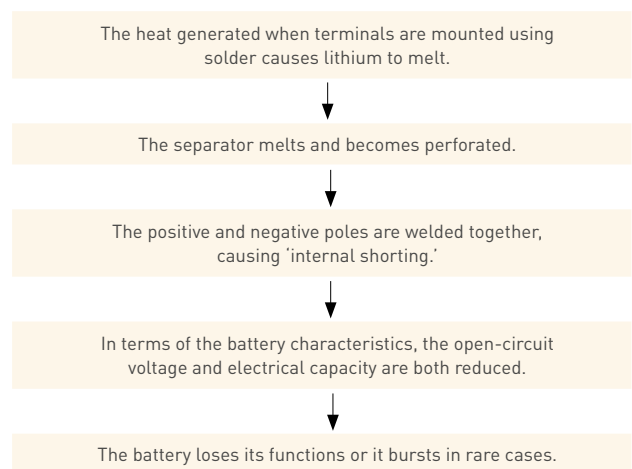 The heat generated when terminals are mounted using
solder causes lithium to melt.
The separator melts and becomes perforated.
The positive and negative poles are welded together,
causing ‘internal shorting.’
In terms of the battery characteristics, the open-circuit
voltage and electrical capacity are both reduced.
The battery loses its functions or it bursts in rare cases.